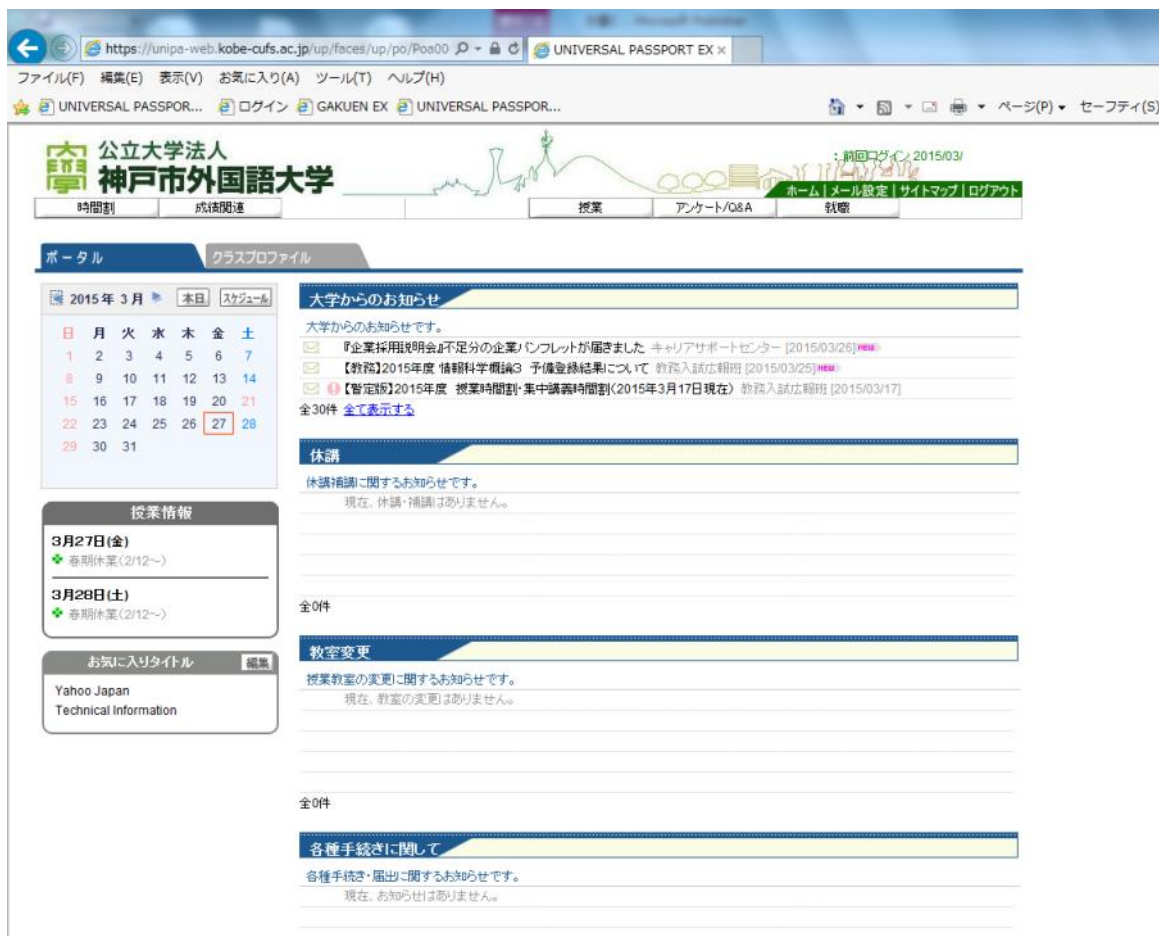 https://unipa-web.kobe-cufs.ac.jp/up/faces/up/po/Poa00
UNIVERSAL PASSPORT EX
ファイル(F) 編集(E) 表示(V) お気に入り(A) ツール(T) ヘルプ(H)
UNIVERSAL PASSPOR... ログイン GAKUEN EX UNIVERSAL PASSPOR... ページ(P) セーフティ(S)
公立大学法人
神戸市外国語大学
:前回ログイン 2015/03/
ホーム | メール設定 | サイトマップ | ログアウト
時間割 成績関連 授業 アンケート/Q&A 就職
ポータル クラスプロファイル
2015年 3月 本日 スケジュール
日 月 火 水 木 金 土
1 2 3 4 5 6 7
8 9 10 11 12 13 14
15 16 17 18 19 20 21
22 23 24 25 26 27 28
29 30 31
授業情報
3月27日(金)
春期休業(2/12~)
3月28日(土)
春期休業(2/12~)
お気に入りタイトル 編集
Yahoo Japan
Technical Information
大学からのお知らせ
大学からのお知らせです。
『企業採用説明会』不足分の企業パンフレットが届きました キャリアサポートセンター [2015/03/26] new
【教務】2015年度 情報科学概論3 予備登録結果について 教務入試広報班 [2015/03/25] new
【暫定版】2015年度 授業時間割・集中講義時間割(2015年3月17日現在) 教務入試広報班 [2015/03/17]
全30件 全て表示する
休講
休講補講に関するお知らせです。
現在、休講・補講はありません。
全0件
教室変更
授業教室の変更に関するお知らせです。
現在、教室の変更はありません。
全0件
各種手続きに関して
各種手続き・届出に関するお知らせです。
現在、お知らせはありません。